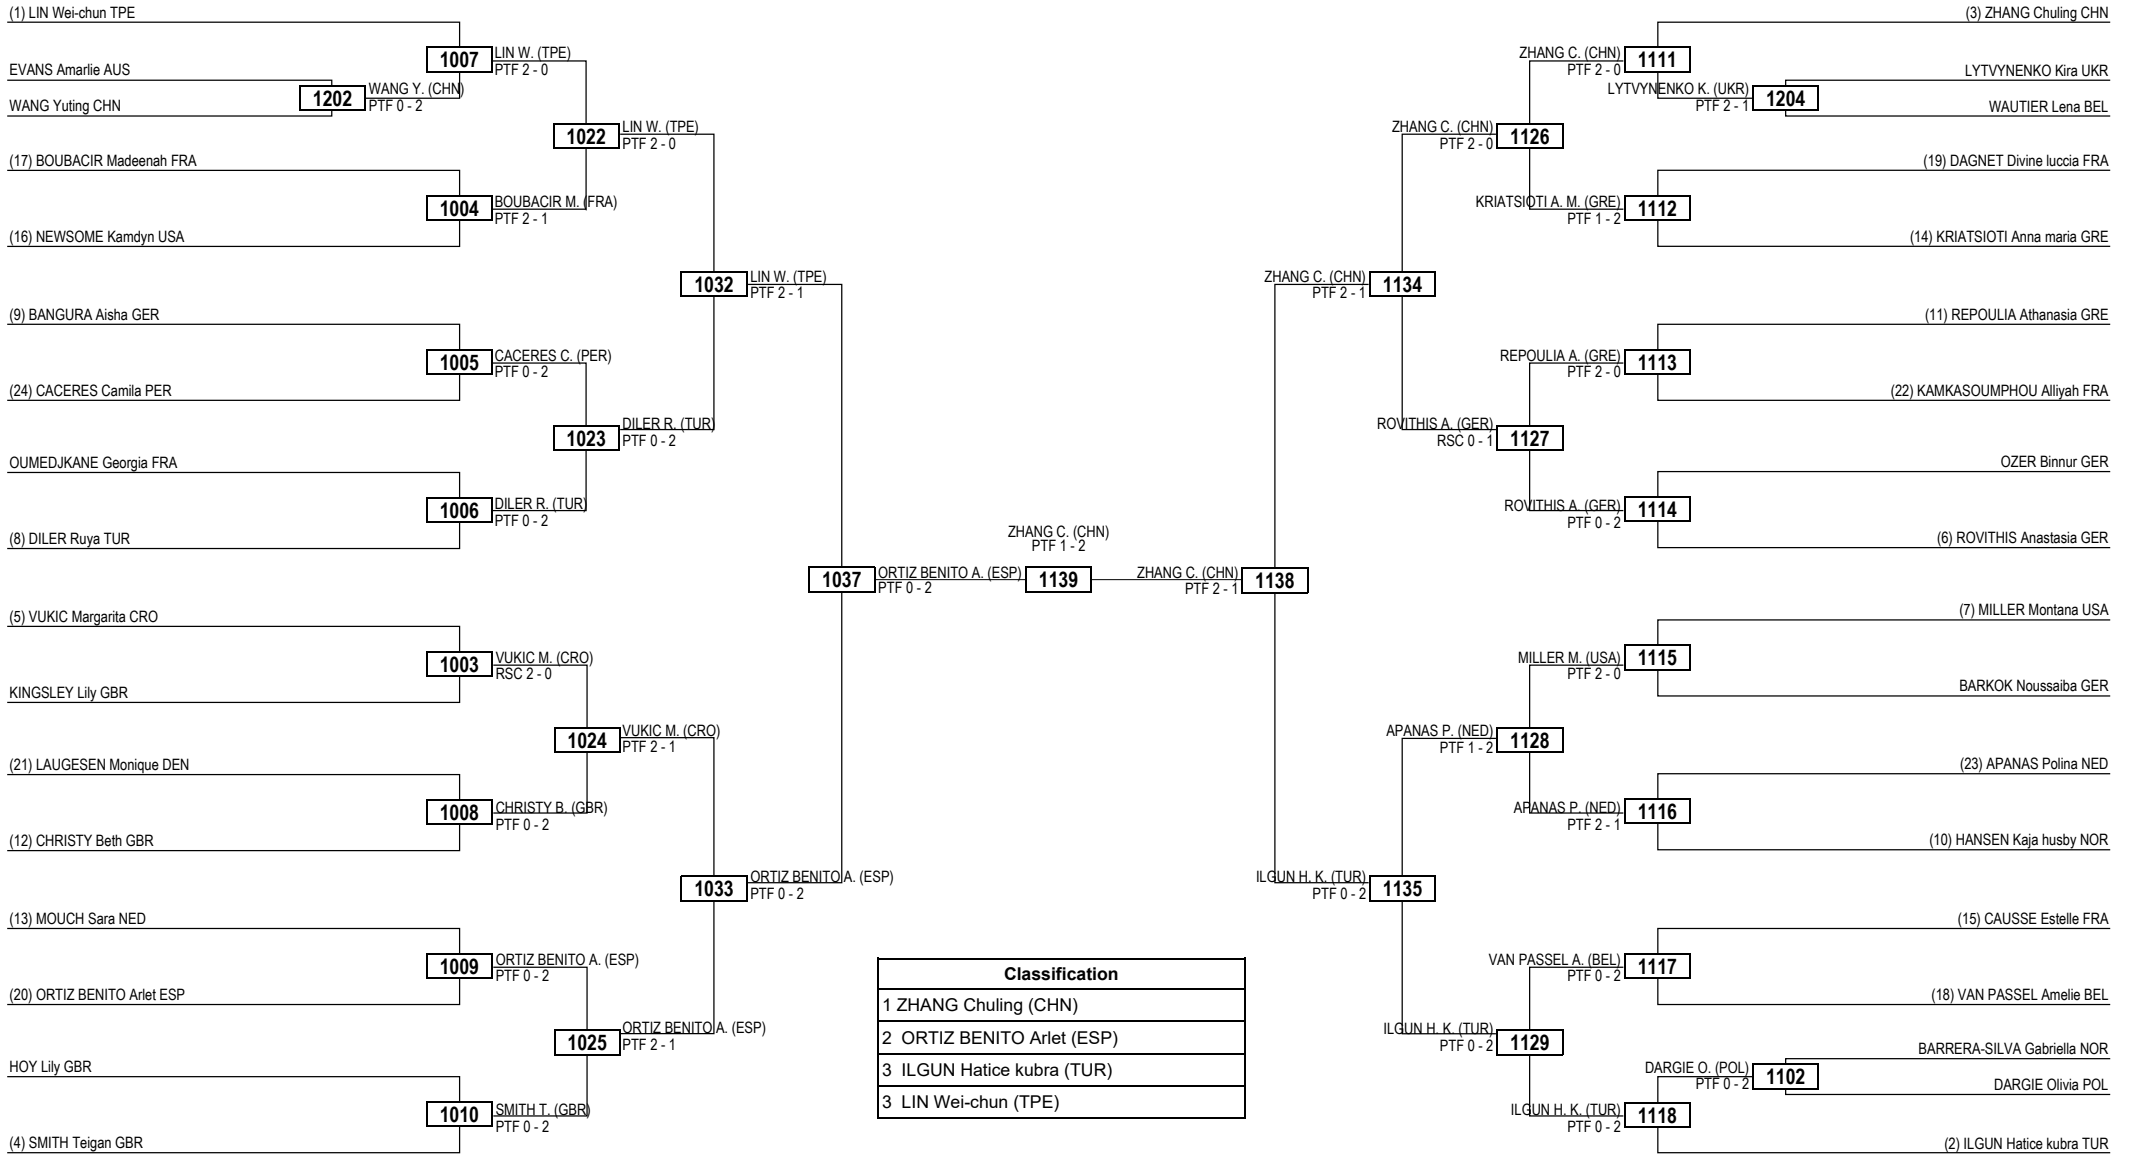 (1) LIN Wei-chun TPE
1007
LIN W. (TPE)
PTF 2 - 0
EVANS Amarlie AUS
1202
WANG Y. (CHN)
PTF 0 - 2
WANG Yuting CHN
1022
LIN W. (TPE)
PTF 2 - 0
(17) BOUBACIR Madeenah FRA
1004
BOUBACIR M. (FRA)
PTF 2 - 1
(16) NEWSOME Kamdyn USA
1032
LIN W. (TPE)
PTF 2 - 1
(9) BANGURA Aisha GER
1005
CACERES C. (PER)
PTF 0 - 2
(24) CACERES Camila PER
1023
DILER R. (TUR)
PTF 0 - 2
OUMEDJKANE Georgia FRA
1006
DILER R. (TUR)
PTF 0 - 2
(8) DILER Ruya TUR
1037
ORTIZ BENITO A. (ESP)
PTF 0 - 2
(5) VUKIC Margarita CRO
1003
VUKIC M. (CRO)
RSC 2 - 0
KINGSLEY Lily GBR
1024
VUKIC M. (CRO)
PTF 2 - 1
(21) LAUGESEN Monique DEN
1008
CHRISTY B. (GBR)
PTF 0 - 2
(12) CHRISTY Beth GBR
1033
ORTIZ BENITO A. (ESP)
PTF 0 - 2
(13) MOUCH Sara NED
1009
ORTIZ BENITO A. (ESP)
PTF 0 - 2
(20) ORTIZ BENITO Arlet ESP
1025
ORTIZ BENITO A. (ESP)
PTF 2 - 1
HOY Lily GBR
1010
SMITH T. (GBR)
PTF 0 - 2
(4) SMITH Teigan GBR
ZHANG C. (CHN)
PTF 1 - 2
1139
(3) ZHANG Chuling CHN
ZHANG C. (CHN)
PTF 2 - 0
1111
LYTVYNENKO Kira UKR
LYTVYNENKO K. (UKR)
PTF 2 - 1
1204
WAUTIER Lena BEL
ZHANG C. (CHN)
PTF 2 - 0
1126
(19) DAGNET Divine luccia FRA
KRIATSIOTI A. M. (GRE)
PTF 1 - 2
1112
(14) KRIATSIOTI Anna maria GRE
ZHANG C. (CHN)
PTF 2 - 1
1134
(11) REPOULIA Athanasia GRE
REPOULIA A. (GRE)
PTF 2 - 0
1113
(22) KAMKASOUMPHOU Alliyah FRA
ROVITHIS A. (GER)
RSC 0 - 1
1127
OZER Binnur GER
ROVITHIS A. (GER)
PTF 0 - 2
1114
(6) ROVITHIS Anastasia GER
ZHANG C. (CHN)
PTF 2 - 1
1138
(7) MILLER Montana USA
MILLER M. (USA)
PTF 2 - 0
1115
BARKOK Noussaiba GER
APANAS P. (NED)
PTF 1 - 2
1128
(23) APANAS Polina NED
APANAS P. (NED)
PTF 2 - 1
1116
(10) HANSEN Kaja husby NOR
ILGUN H. K. (TUR)
PTF 0 - 2
1135
(15) CAUSSE Estelle FRA
VAN PASSEL A. (BEL)
PTF 0 - 2
1117
(18) VAN PASSEL Amelie BEL
ILGUN H. K. (TUR)
PTF 0 - 2
1129
BARRERA-SILVA Gabriella NOR
DARGIE O. (POL)
PTF 0 - 2
1102
DARGIE Olivia POL
ILGUN H. K. (TUR)
PTF 0 - 2
1118
(2) ILGUN Hatice kubra TUR
Classification
1 ZHANG Chuling (CHN)
2 ORTIZ BENITO Arlet (ESP)
3 ILGUN Hatice kubra (TUR)
3 LIN Wei-chun (TPE)